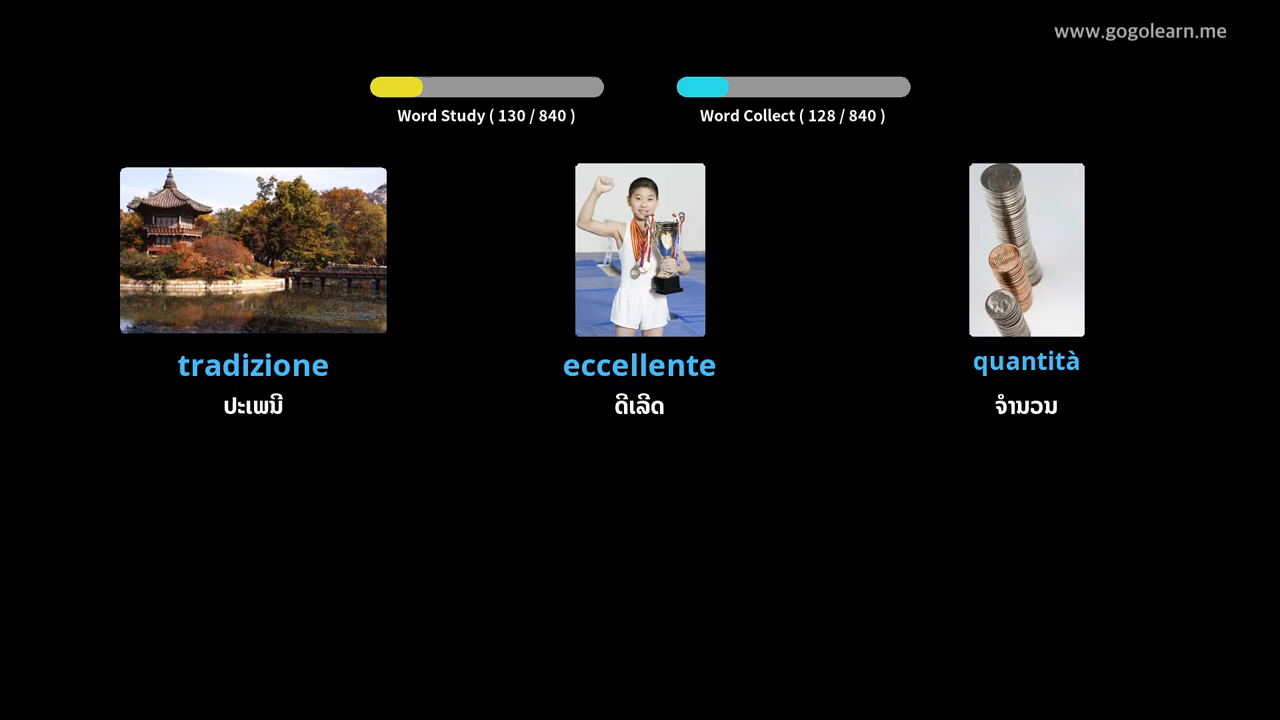 www.gogolearn.me
Word Study ( 130 / 840 )
Word Collect ( 128 / 840 )
tradizione
eccellente
quantità
ປະເພນີ
ດີເລີດ
ຈຳນວນ